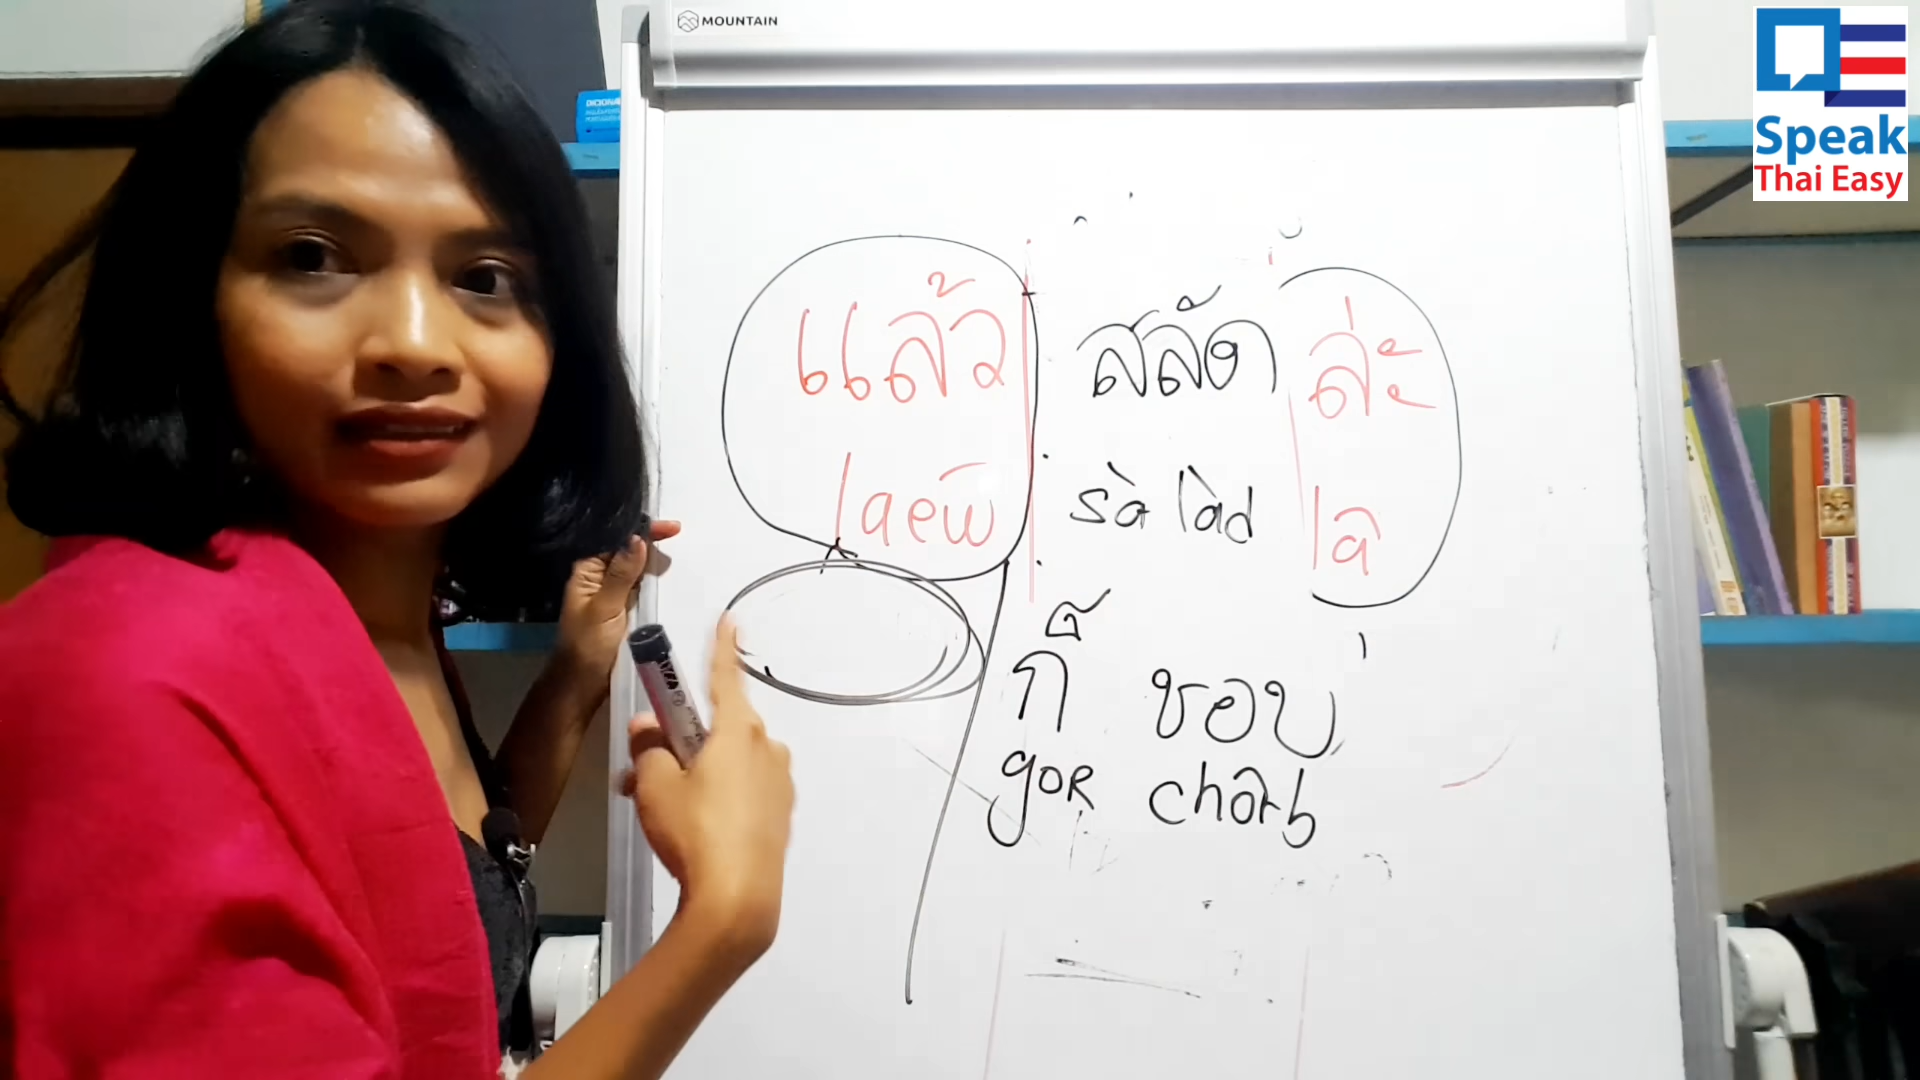 MOUNTAIN
Speak
Thai Easy
แล้ว สลัด ล่ะ
laew sà làd lâ
ก็ ชอบ
gor chôrb